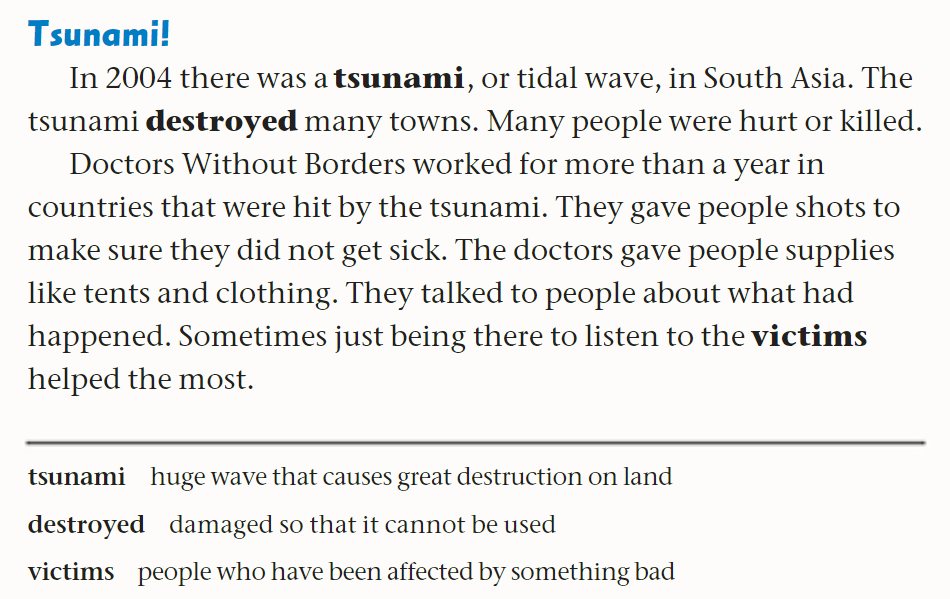 Tsunami!
In 2004 there was a tsunami, or tidal wave, in South Asia. The
tsunami destroyed many towns. Many people were hurt or killed.
Doctors Without Borders worked for more than a year in
countries that were hit by the tsunami. They gave people shots to
make sure they did not get sick. The doctors gave people supplies
like tents and clothing. They talked to people about what had
happened. Sometimes just being there to listen to the victims
helped the most.
tsunami huge wave that causes great destruction on land
destroyed damaged so that it cannot be used
victims people who have been affected by something bad